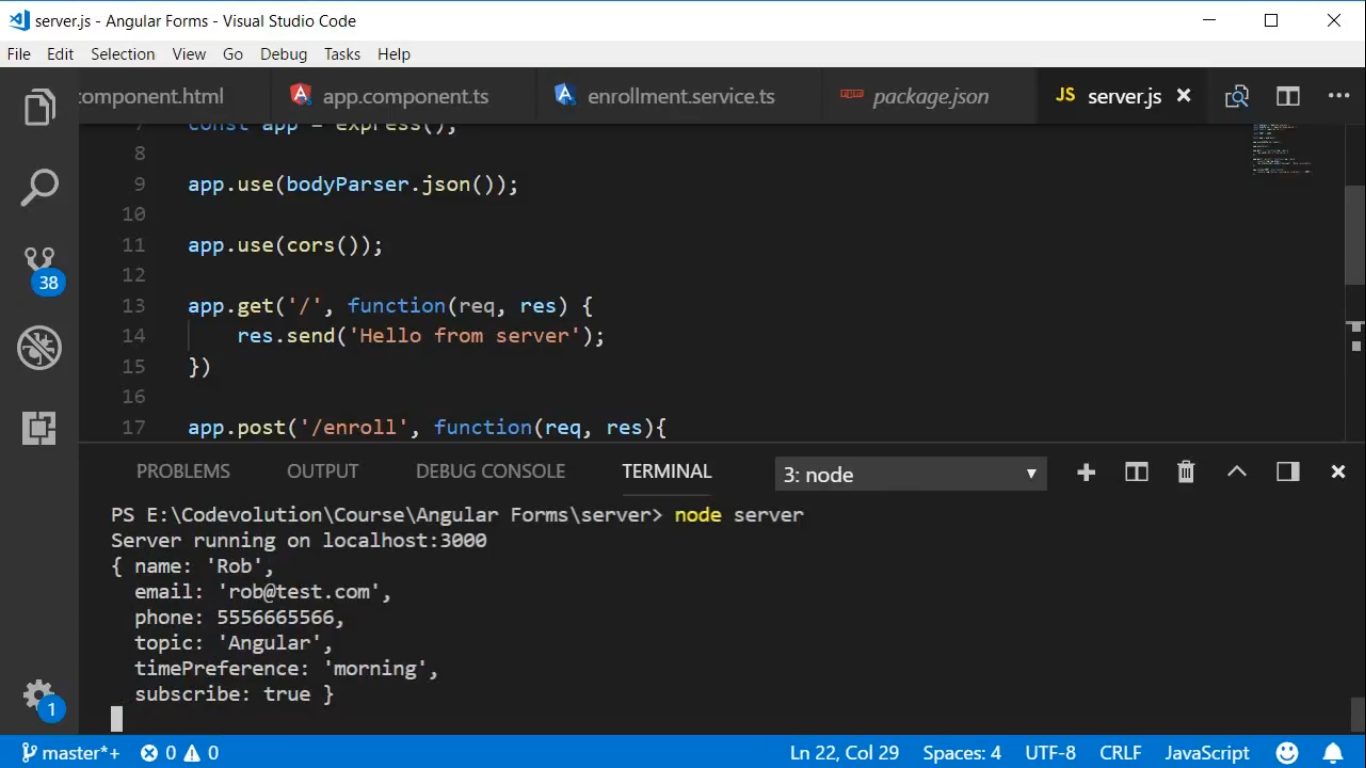 server.js - Angular Forms - Visual Studio Code
File Edit Selection View Go Debug Tasks Help
component.html app.component.ts enrollment.service.ts package.json JS server.js
7 const app = express();
8
9 app.use(bodyParser.json());
10
11 app.use(cors());
12
13 app.get('/', function(req, res) {
14 res.send('Hello from server');
15 })
16
17 app.post('/enroll', function(req, res){
38
PROBLEMS OUTPUT DEBUG CONSOLE TERMINAL 3: node
PS E:\Codevolution\Course\Angular Forms\server> node server
Server running on localhost:3000
{ name: 'Rob',
email: 'rob@test.com',
phone: 5556665566,
topic: 'Angular',
timePreference: 'morning',
subscribe: true }
1
master*+ 0 0 Ln 22, Col 29 Spaces: 4 UTF-8 CRLF JavaScript